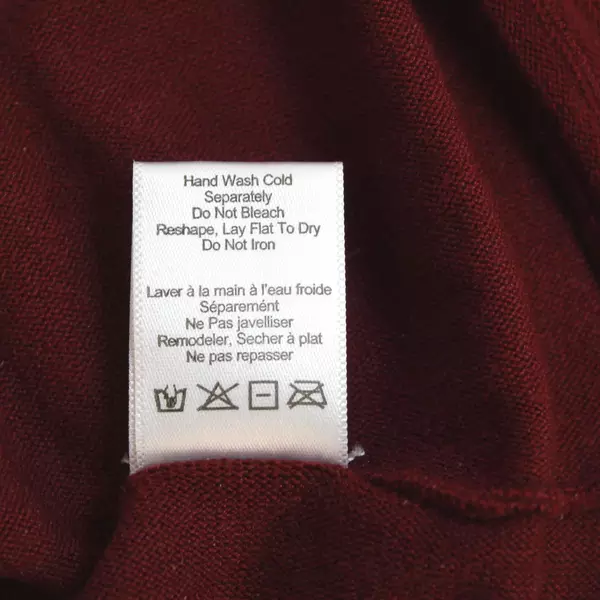 Hand Wash Cold
Separately
Do Not Bleach
Reshape, Lay Flat To Dry
Do Not Iron
Laver à la main à l'eau froide
Séparemént
Ne Pas javelliser
Remodeler, Secher à plat
Ne pas repasser